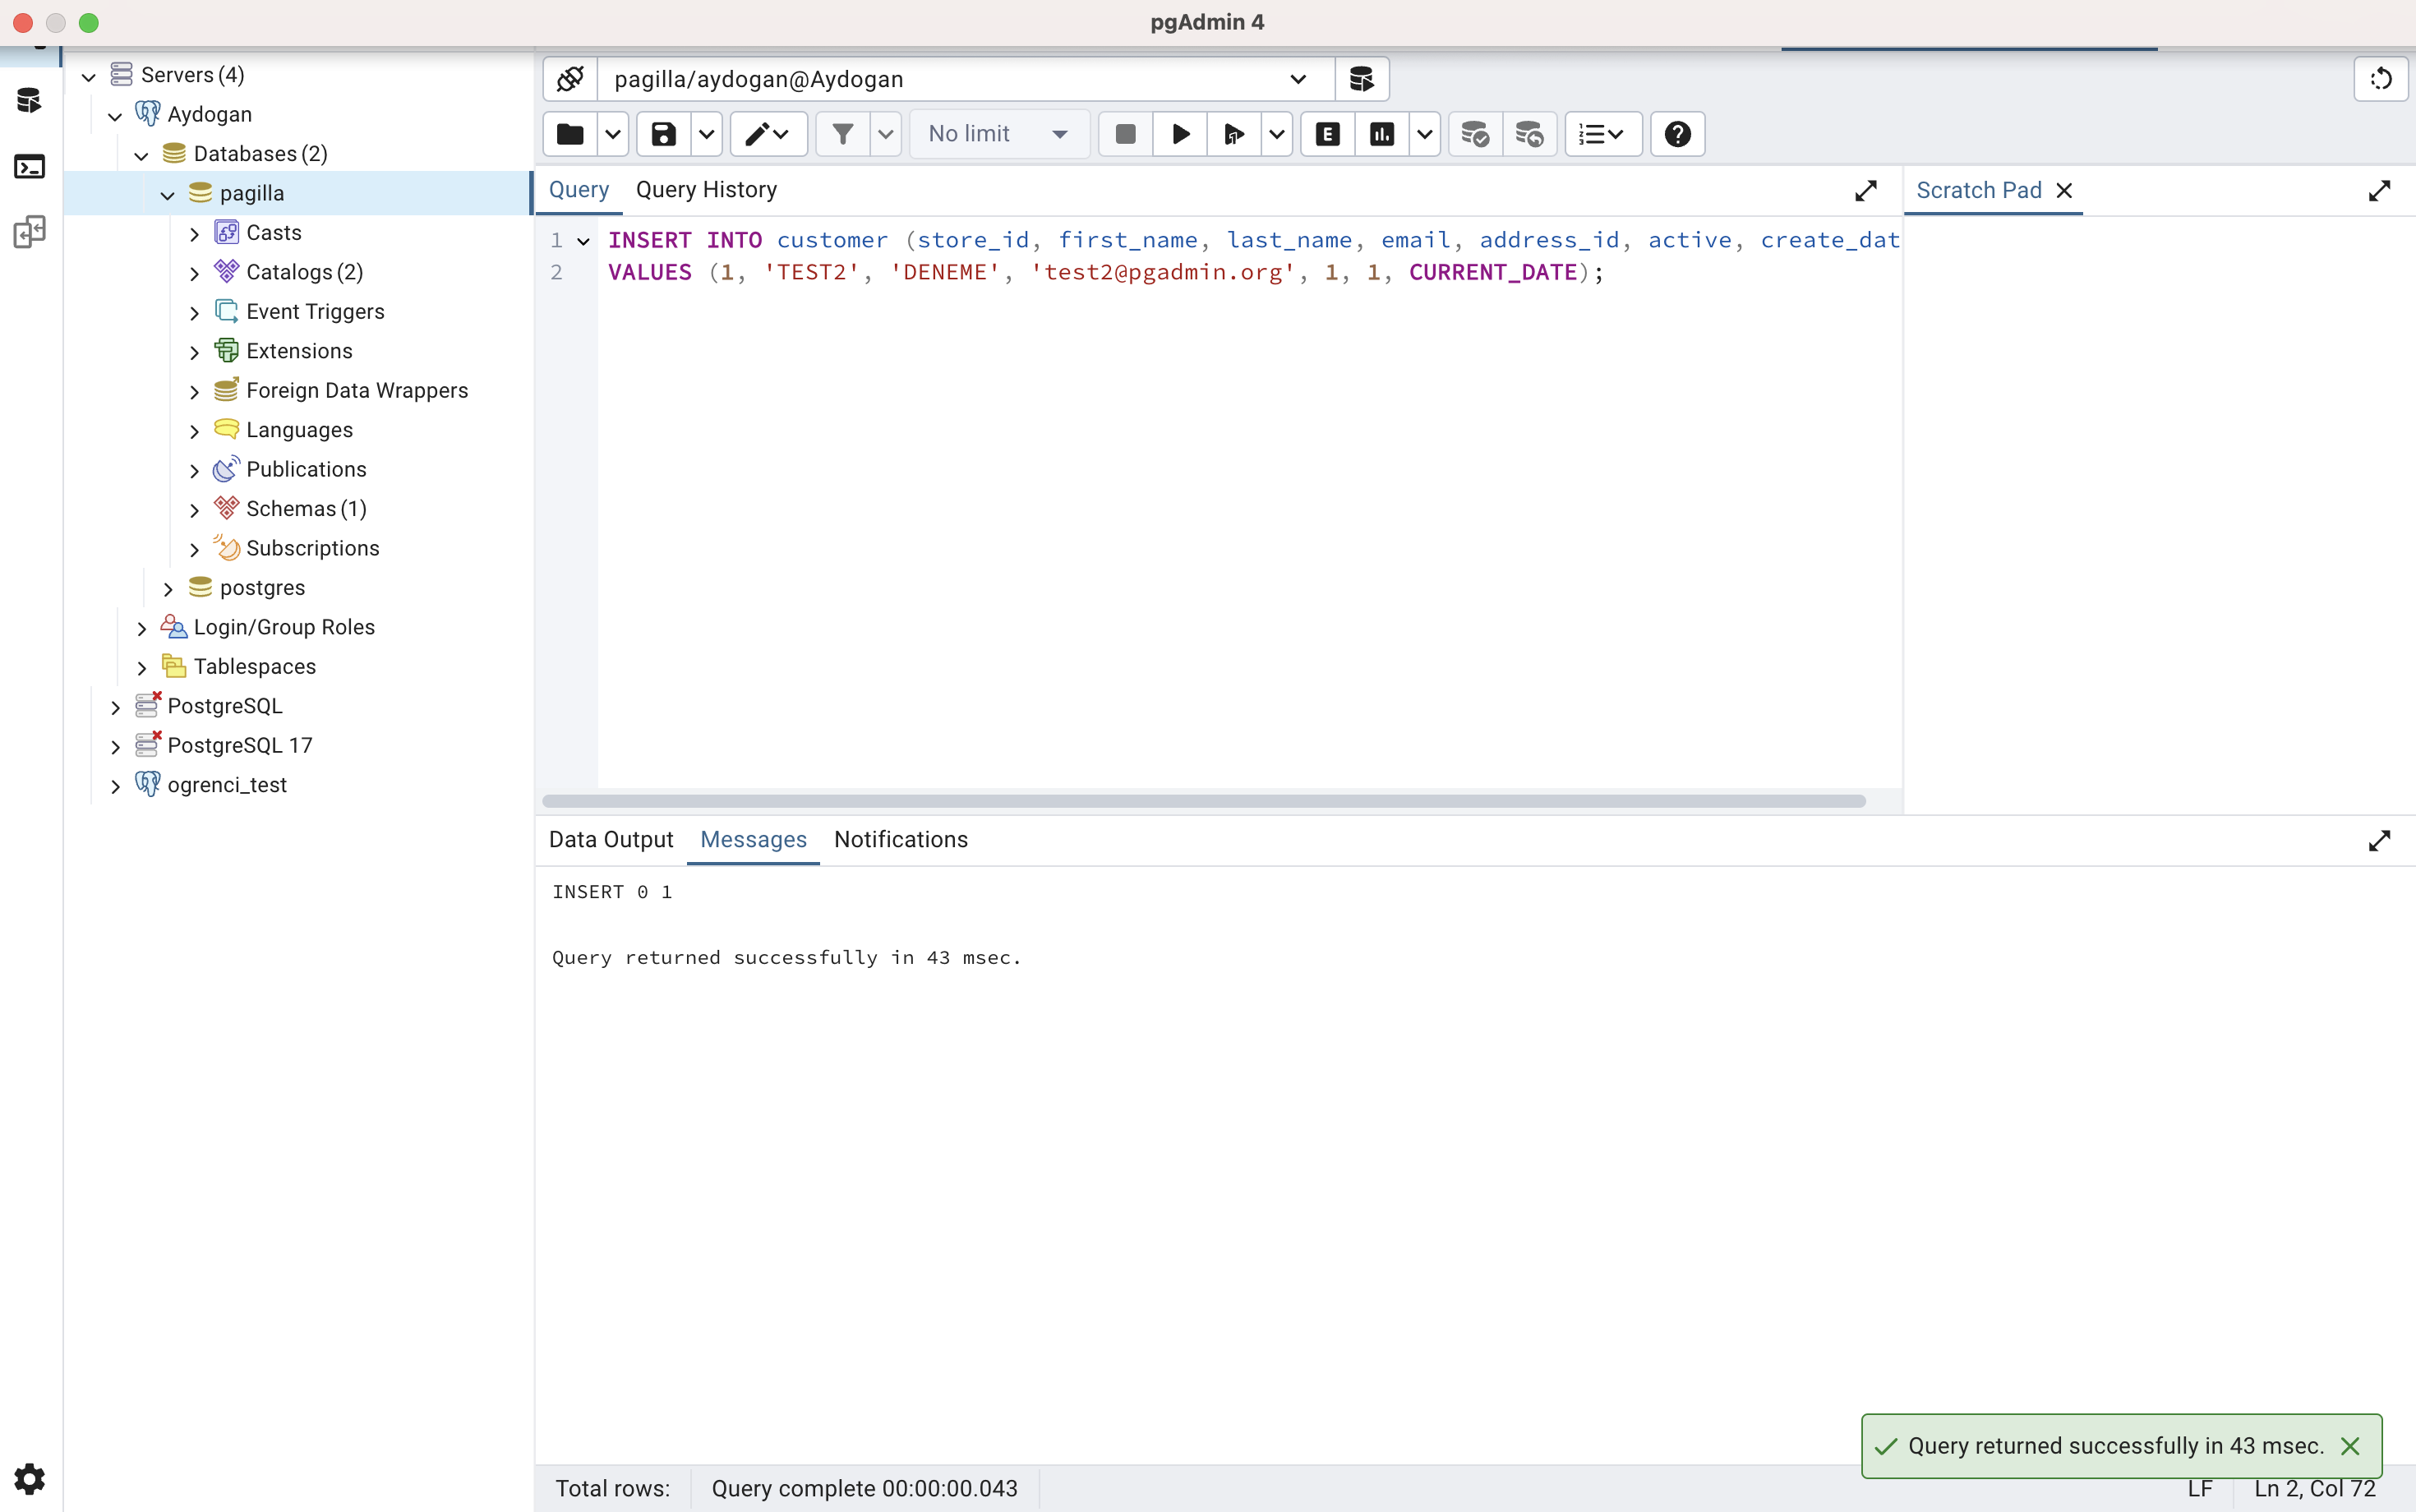 pgAdmin 4
Servers (4)
Aydogan
Databases (2)
pagilla
Casts
Catalogs (2)
Event Triggers
Extensions
Foreign Data Wrappers
Languages
Publications
Schemas (1)
Subscriptions
postgres
Login/Group Roles
Tablespaces
PostgreSQL
PostgreSQL 17
ogrenci_test
pagilla/aydogan@Aydogan
No limit
E
Query Query History
Scratch Pad
1 INSERT INTO customer (store_id, first_name, last_name, email, address_id, active, create_dat
2 VALUES (1, 'TEST2', 'DENEME', 'test2@pgadmin.org', 1, 1, CURRENT_DATE);
Data Output Messages Notifications
INSERT 0 1
Query returned successfully in 43 msec.
Query returned successfully in 43 msec.
Total rows: Query complete 00:00:00.043 LF Ln 2, Col 72